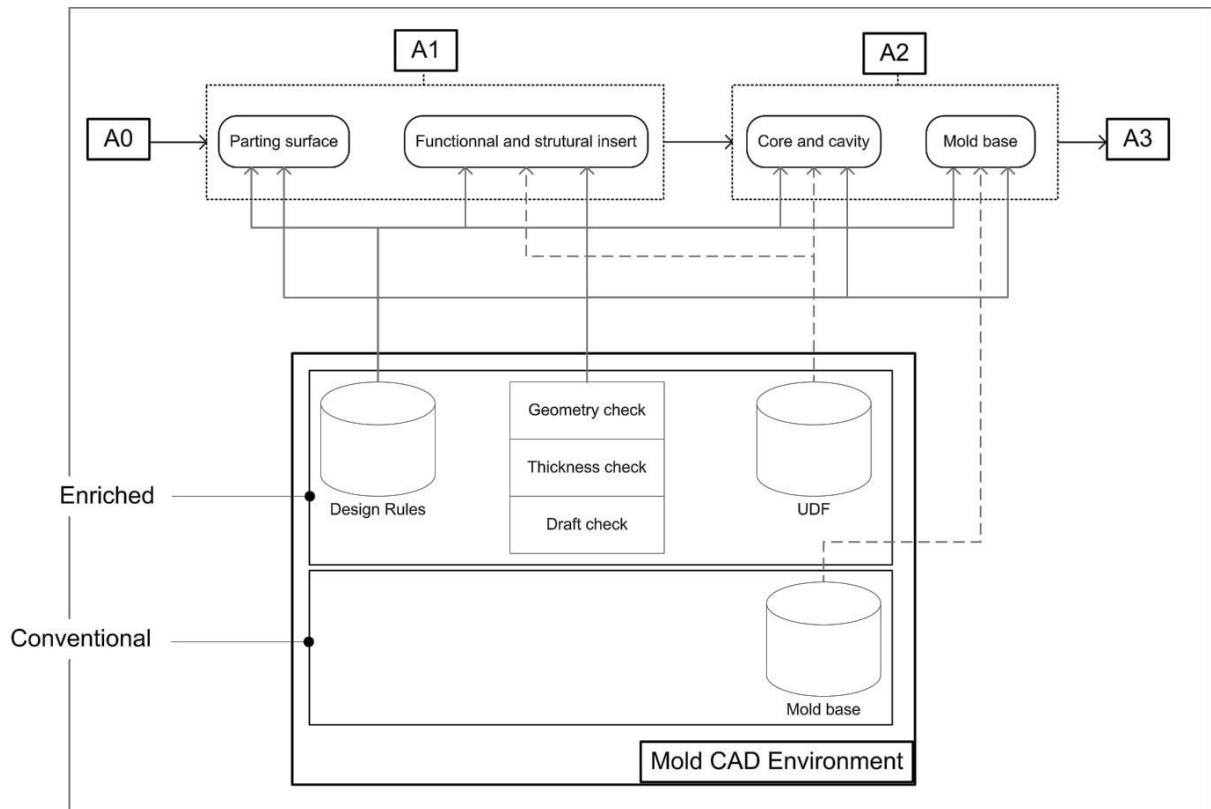 A1
A2
A0
Parting surface
Functionnal and strutural insert
Core and cavity
Mold base
A3
Geometry check
Thickness check
Draft check
Design Rules
UDF
Enriched
Conventional
Mold base
Mold CAD Environment